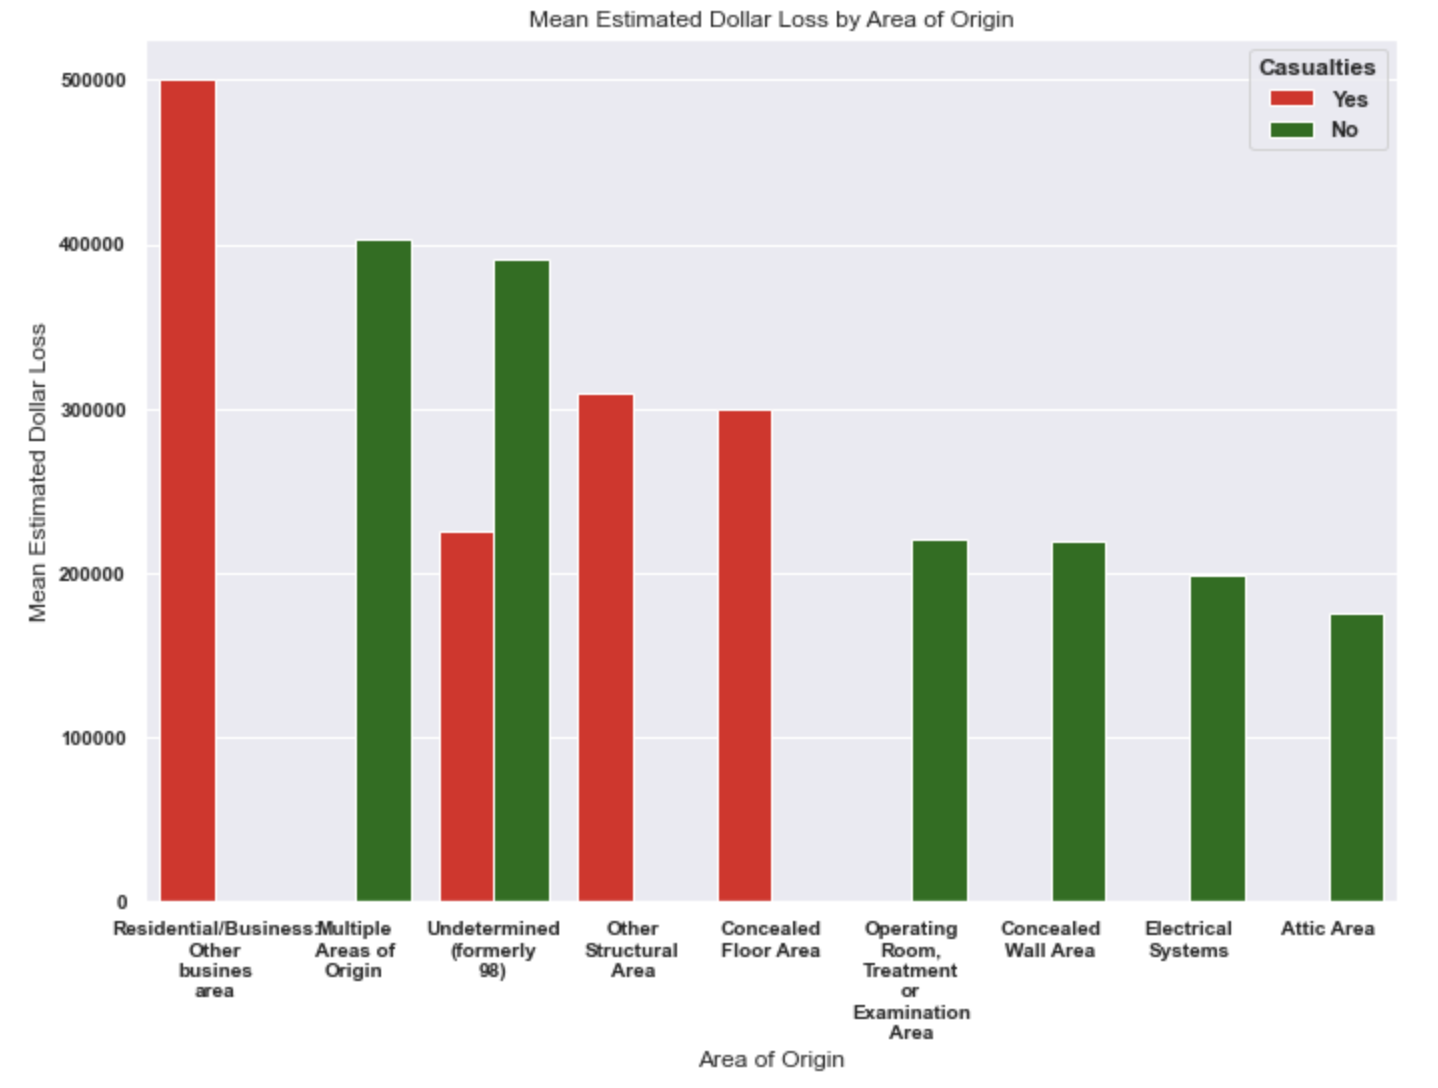 Mean Estimated Dollar Loss by Area of Origin
Casualties
Yes
No
500000
400000
300000
200000
100000
0
Mean Estimated Dollar Loss
Residential/Business:
Other
busines
area
Multiple
Areas of
Origin
Undetermined
(formerly
98)
Other
Structural
Area
Concealed
Floor Area
Operating
Room,
Treatment
or
Examination
Area
Concealed
Wall Area
Electrical
Systems
Attic Area
Area of Origin